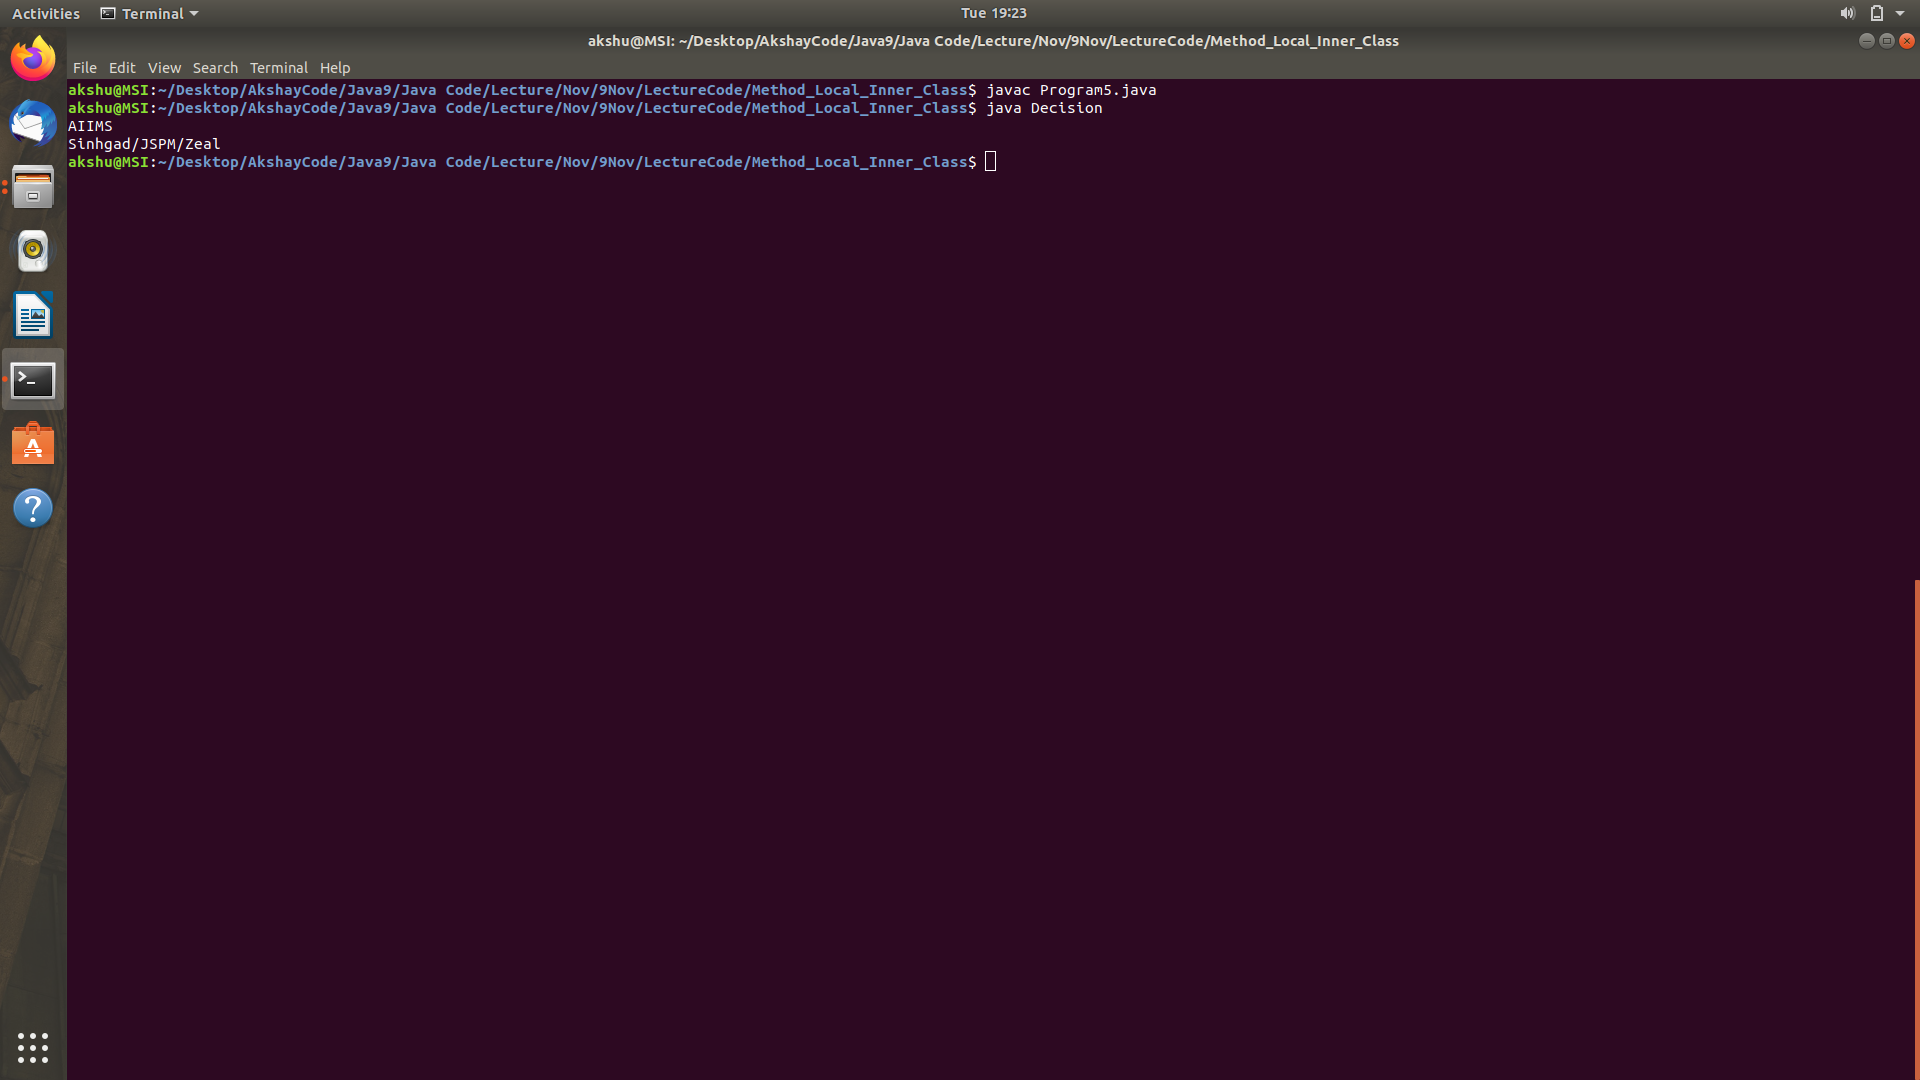 Activities Terminal Tue 19:23
akshu@MSI: ~/Desktop/AkshayCode/Java9/Java Code/Lecture/Nov/9Nov/LectureCode/Method_Local_Inner_Class
File Edit View Search Terminal Help
akshu@MSI:~/Desktop/AkshayCode/Java9/Java Code/Lecture/Nov/9Nov/LectureCode/Method_Local_Inner_Class$ javac Program5.java
akshu@MSI:~/Desktop/AkshayCode/Java9/Java Code/Lecture/Nov/9Nov/LectureCode/Method_Local_Inner_Class$ java Decision
AIIMS
Sinhgad/JSPM/Zeal
akshu@MSI:~/Desktop/AkshayCode/Java9/Java Code/Lecture/Nov/9Nov/LectureCode/Method_Local_Inner_Class$